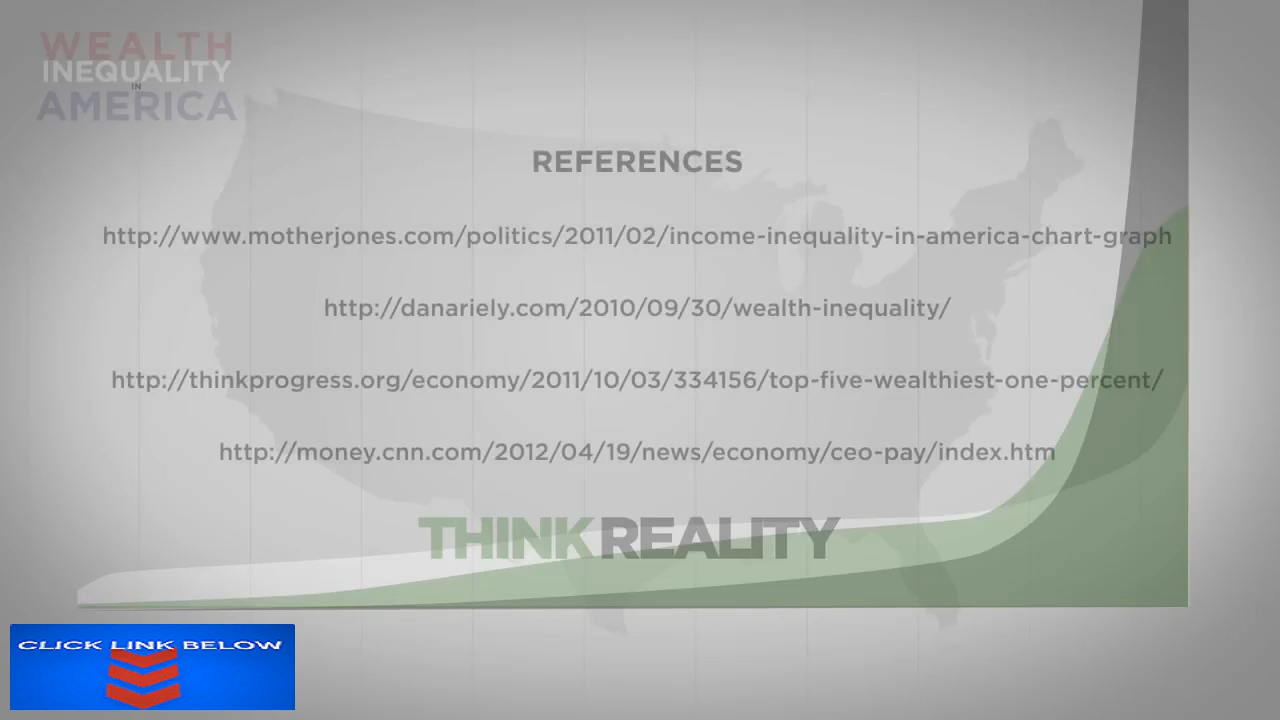 WEALTH
INEQUALITY
IN
AMERICA
REFERENCES
http://www.motherjones.com/politics/2011/02/income-inequality-in-america-chart-graph
http://danariely.com/2010/09/30/wealth-inequality/
http://thinkprogress.org/economy/2011/10/03/334156/top-five-wealthiest-one-percent/
http://money.cnn.com/2012/04/19/news/economy/ceo-pay/index.htm
THINKREALITY
CLICK LINK BELOW